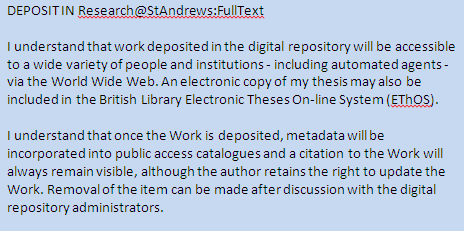 DEPOSIT IN Research@StAndrews:FullText
I understand that work deposited in the digital repository will be accessible
to a wide variety of people and institutions - including automated agents -
via the World Wide Web. An electronic copy of my thesis may also be
included in the British Library Electronic Theses On-line System (EThOS).
I understand that once the Work is deposited, metadata will be
incorporated into public access catalogues and a citation to the Work will
always remain visible, although the author retains the right to update the
Work. Removal of the item can be made after discussion with the digital
repository administrators.